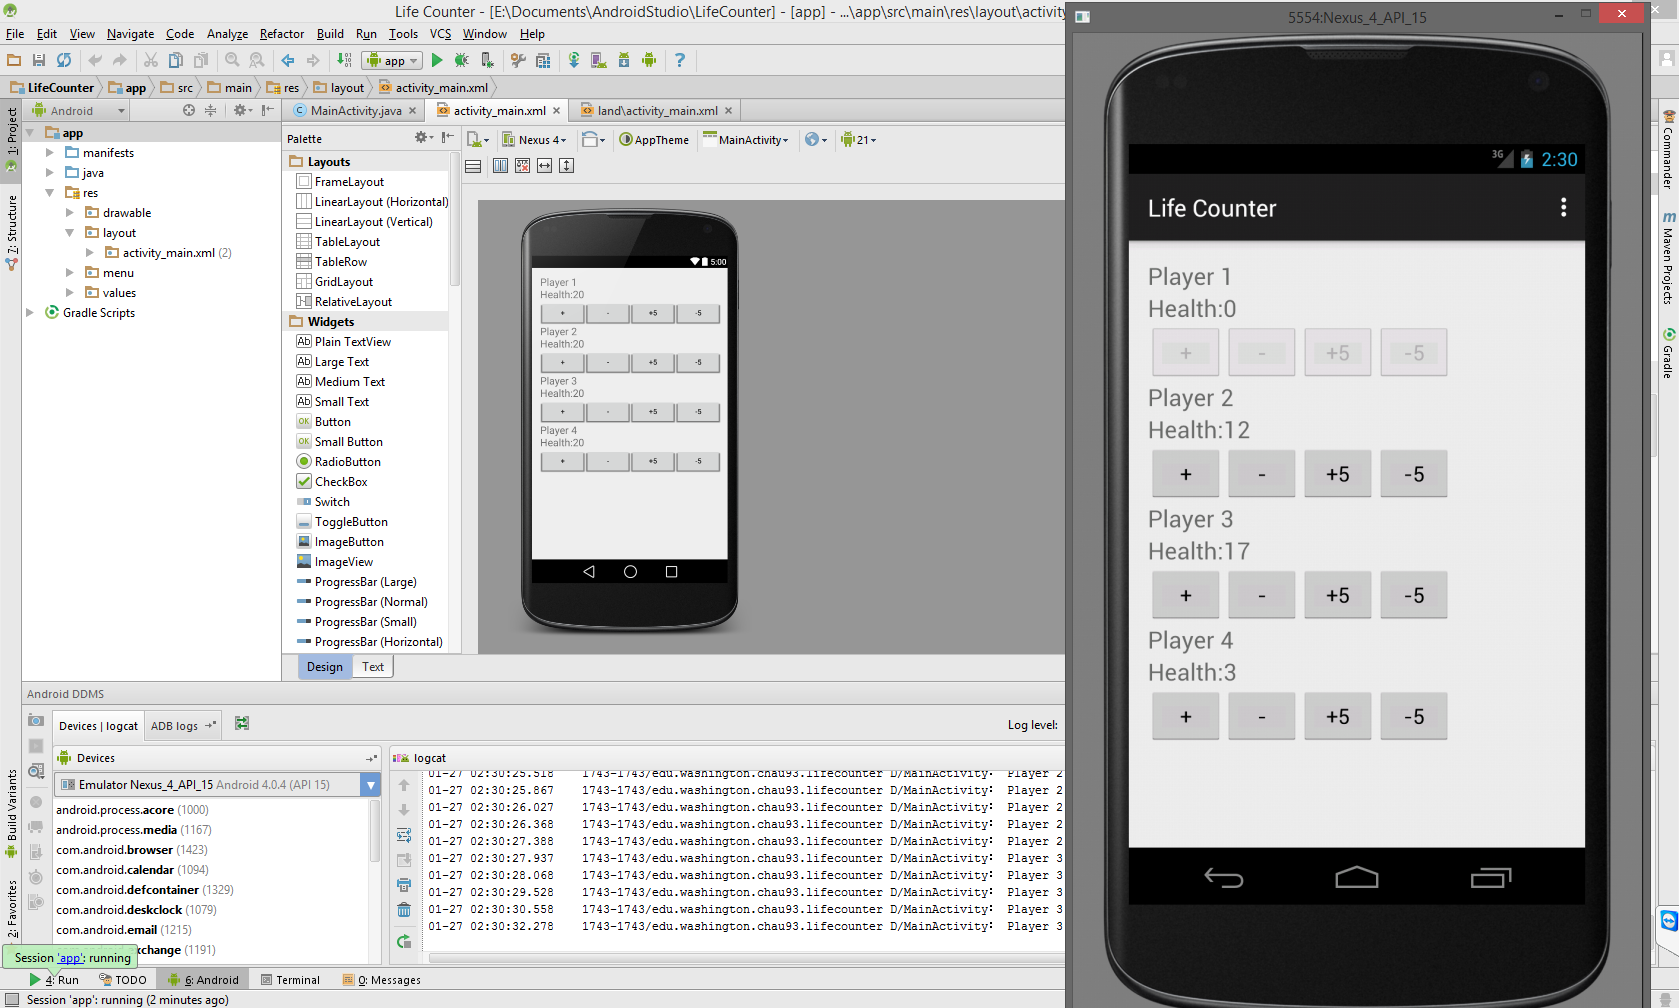 Life Counter - [E:\Documents\AndroidStudio\LifeCounter] - [app] - ...\app\src\main\res\layout\activity
File Edit View Navigate Code Analyze Refactor Build Run Tools VCS Window Help
app
LifeCounter app src main res layout activity_main.xml
Android
MainActivity.java activity_main.xml land\activity_main.xml
1: Project
7: Structure
Build Variants
2: Favorites
app
manifests
java
res
drawable
layout
activity_main.xml (2)
menu
values
Gradle Scripts
Palette
Layouts
FrameLayout
LinearLayout (Horizontal)
LinearLayout (Vertical)
TableLayout
TableRow
GridLayout
RelativeLayout
Widgets
Plain TextView
Large Text
Medium Text
Small Text
Button
Small Button
RadioButton
CheckBox
Switch
ToggleButton
ImageButton
ImageView
ProgressBar (Large)
ProgressBar (Normal)
ProgressBar (Small)
ProgressBar (Horizontal)
Design Text
Nexus 4 AppTheme MainActivity 21
5:00
Player 1
Health:20
+ - +5 -5
Player 2
Health:20
+ - +5 -5
Player 3
Health:20
+ - +5 -5
Player 4
Health:20
+ - +5 -5
Android DDMS
Devices | logcat ADB logs
Log level:
Devices
Emulator Nexus_4_API_15 Android 4.0.4 (API 15)
android.process.acore (1000)
android.process.media (1167)
com.android.browser (1423)
com.android.calendar (1094)
com.android.defcontainer (1329)
com.android.deskclock (1079)
com.android.email (1215)
xchange (1191)
Session 'app': running
logcat
01-27 02:30:25.518 1743-1743/edu.washington.chau93.lifecounter D/MainActivity: Player 2
01-27 02:30:25.867 1743-1743/edu.washington.chau93.lifecounter D/MainActivity: Player 2
01-27 02:30:26.027 1743-1743/edu.washington.chau93.lifecounter D/MainActivity: Player 2
01-27 02:30:26.368 1743-1743/edu.washington.chau93.lifecounter D/MainActivity: Player 2
01-27 02:30:27.388 1743-1743/edu.washington.chau93.lifecounter D/MainActivity: Player 2
01-27 02:30:27.937 1743-1743/edu.washington.chau93.lifecounter D/MainActivity: Player 3
01-27 02:30:28.068 1743-1743/edu.washington.chau93.lifecounter D/MainActivity: Player 3
01-27 02:30:29.528 1743-1743/edu.washington.chau93.lifecounter D/MainActivity: Player 3
01-27 02:30:30.558 1743-1743/edu.washington.chau93.lifecounter D/MainActivity: Player 3
01-27 02:30:32.278 1743-1743/edu.washington.chau93.lifecounter D/MainActivity: Player 3
4: Run TODO 6: Android Terminal 0: Messages
Session 'app': running (2 minutes ago)
5554:Nexus_4_API_15
3G 2:30
Life Counter
Player 1
Health:0
+ - +5 -5
Player 2
Health:12
+ - +5 -5
Player 3
Health:17
+ - +5 -5
Player 4
Health:3
+ - +5 -5
Commander
m Maven Projects
Gradle